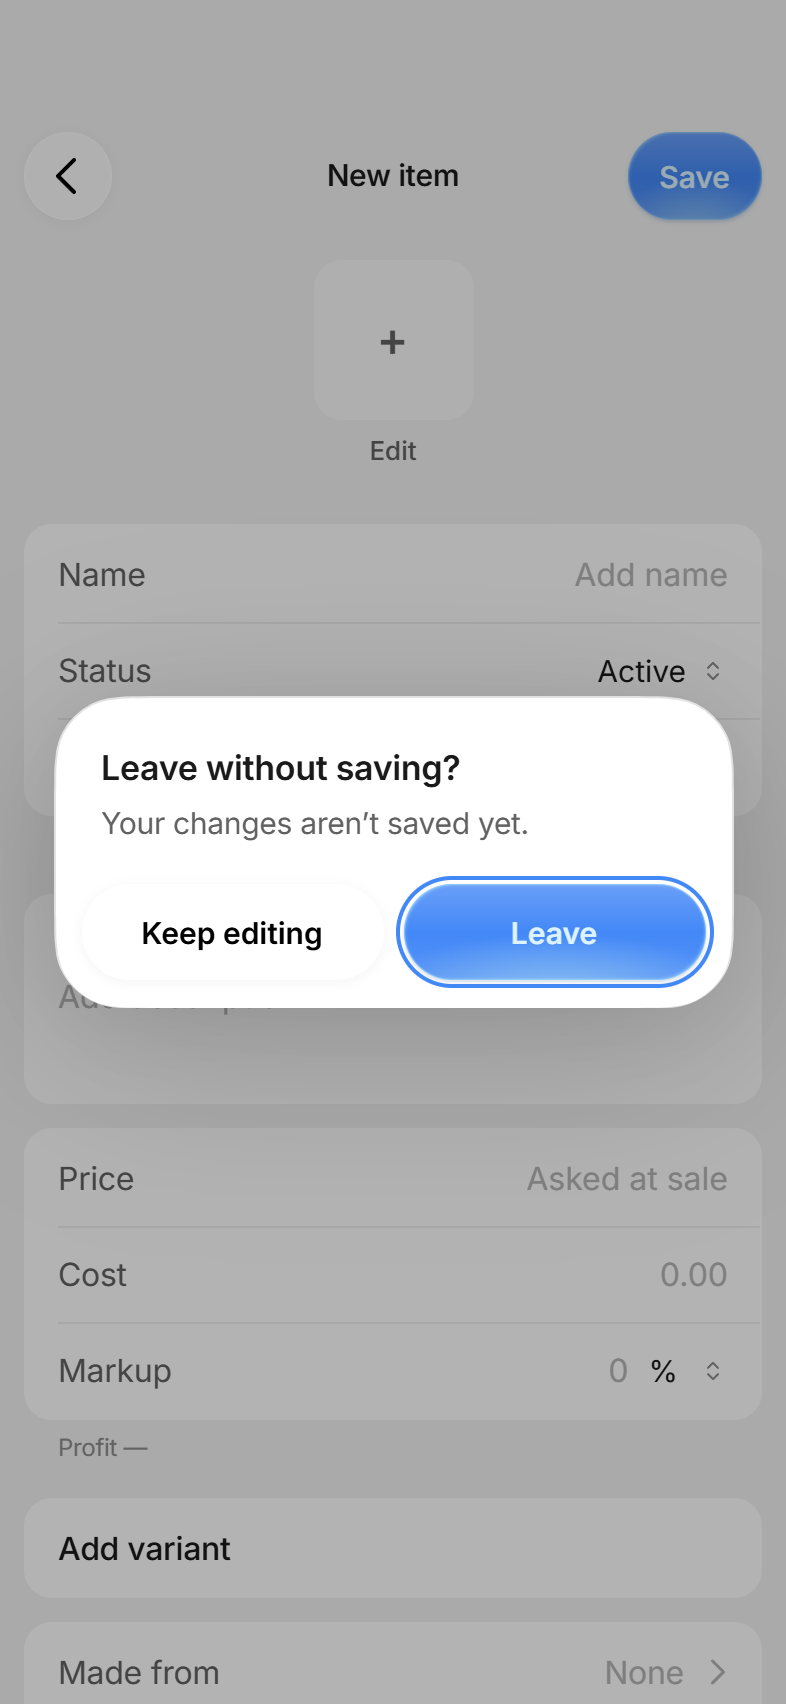 New item
Save
+
Edit
Name Add name
Status Active
Leave without saving?
Your changes aren’t saved yet.
Keep editing Leave
Price Asked at sale
Cost 0.00
Markup 0 %
Profit —
Add variant
Made from None